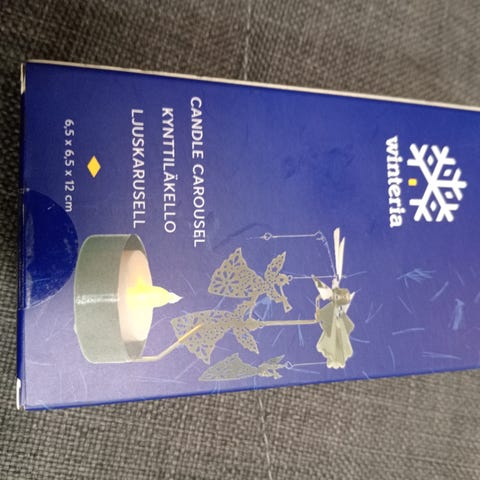 winteria
CANDLE CAROUSEL
KYNTTILÄKELLO
LJUSKARUSELL
6,5 x 6,5 x 12 cm